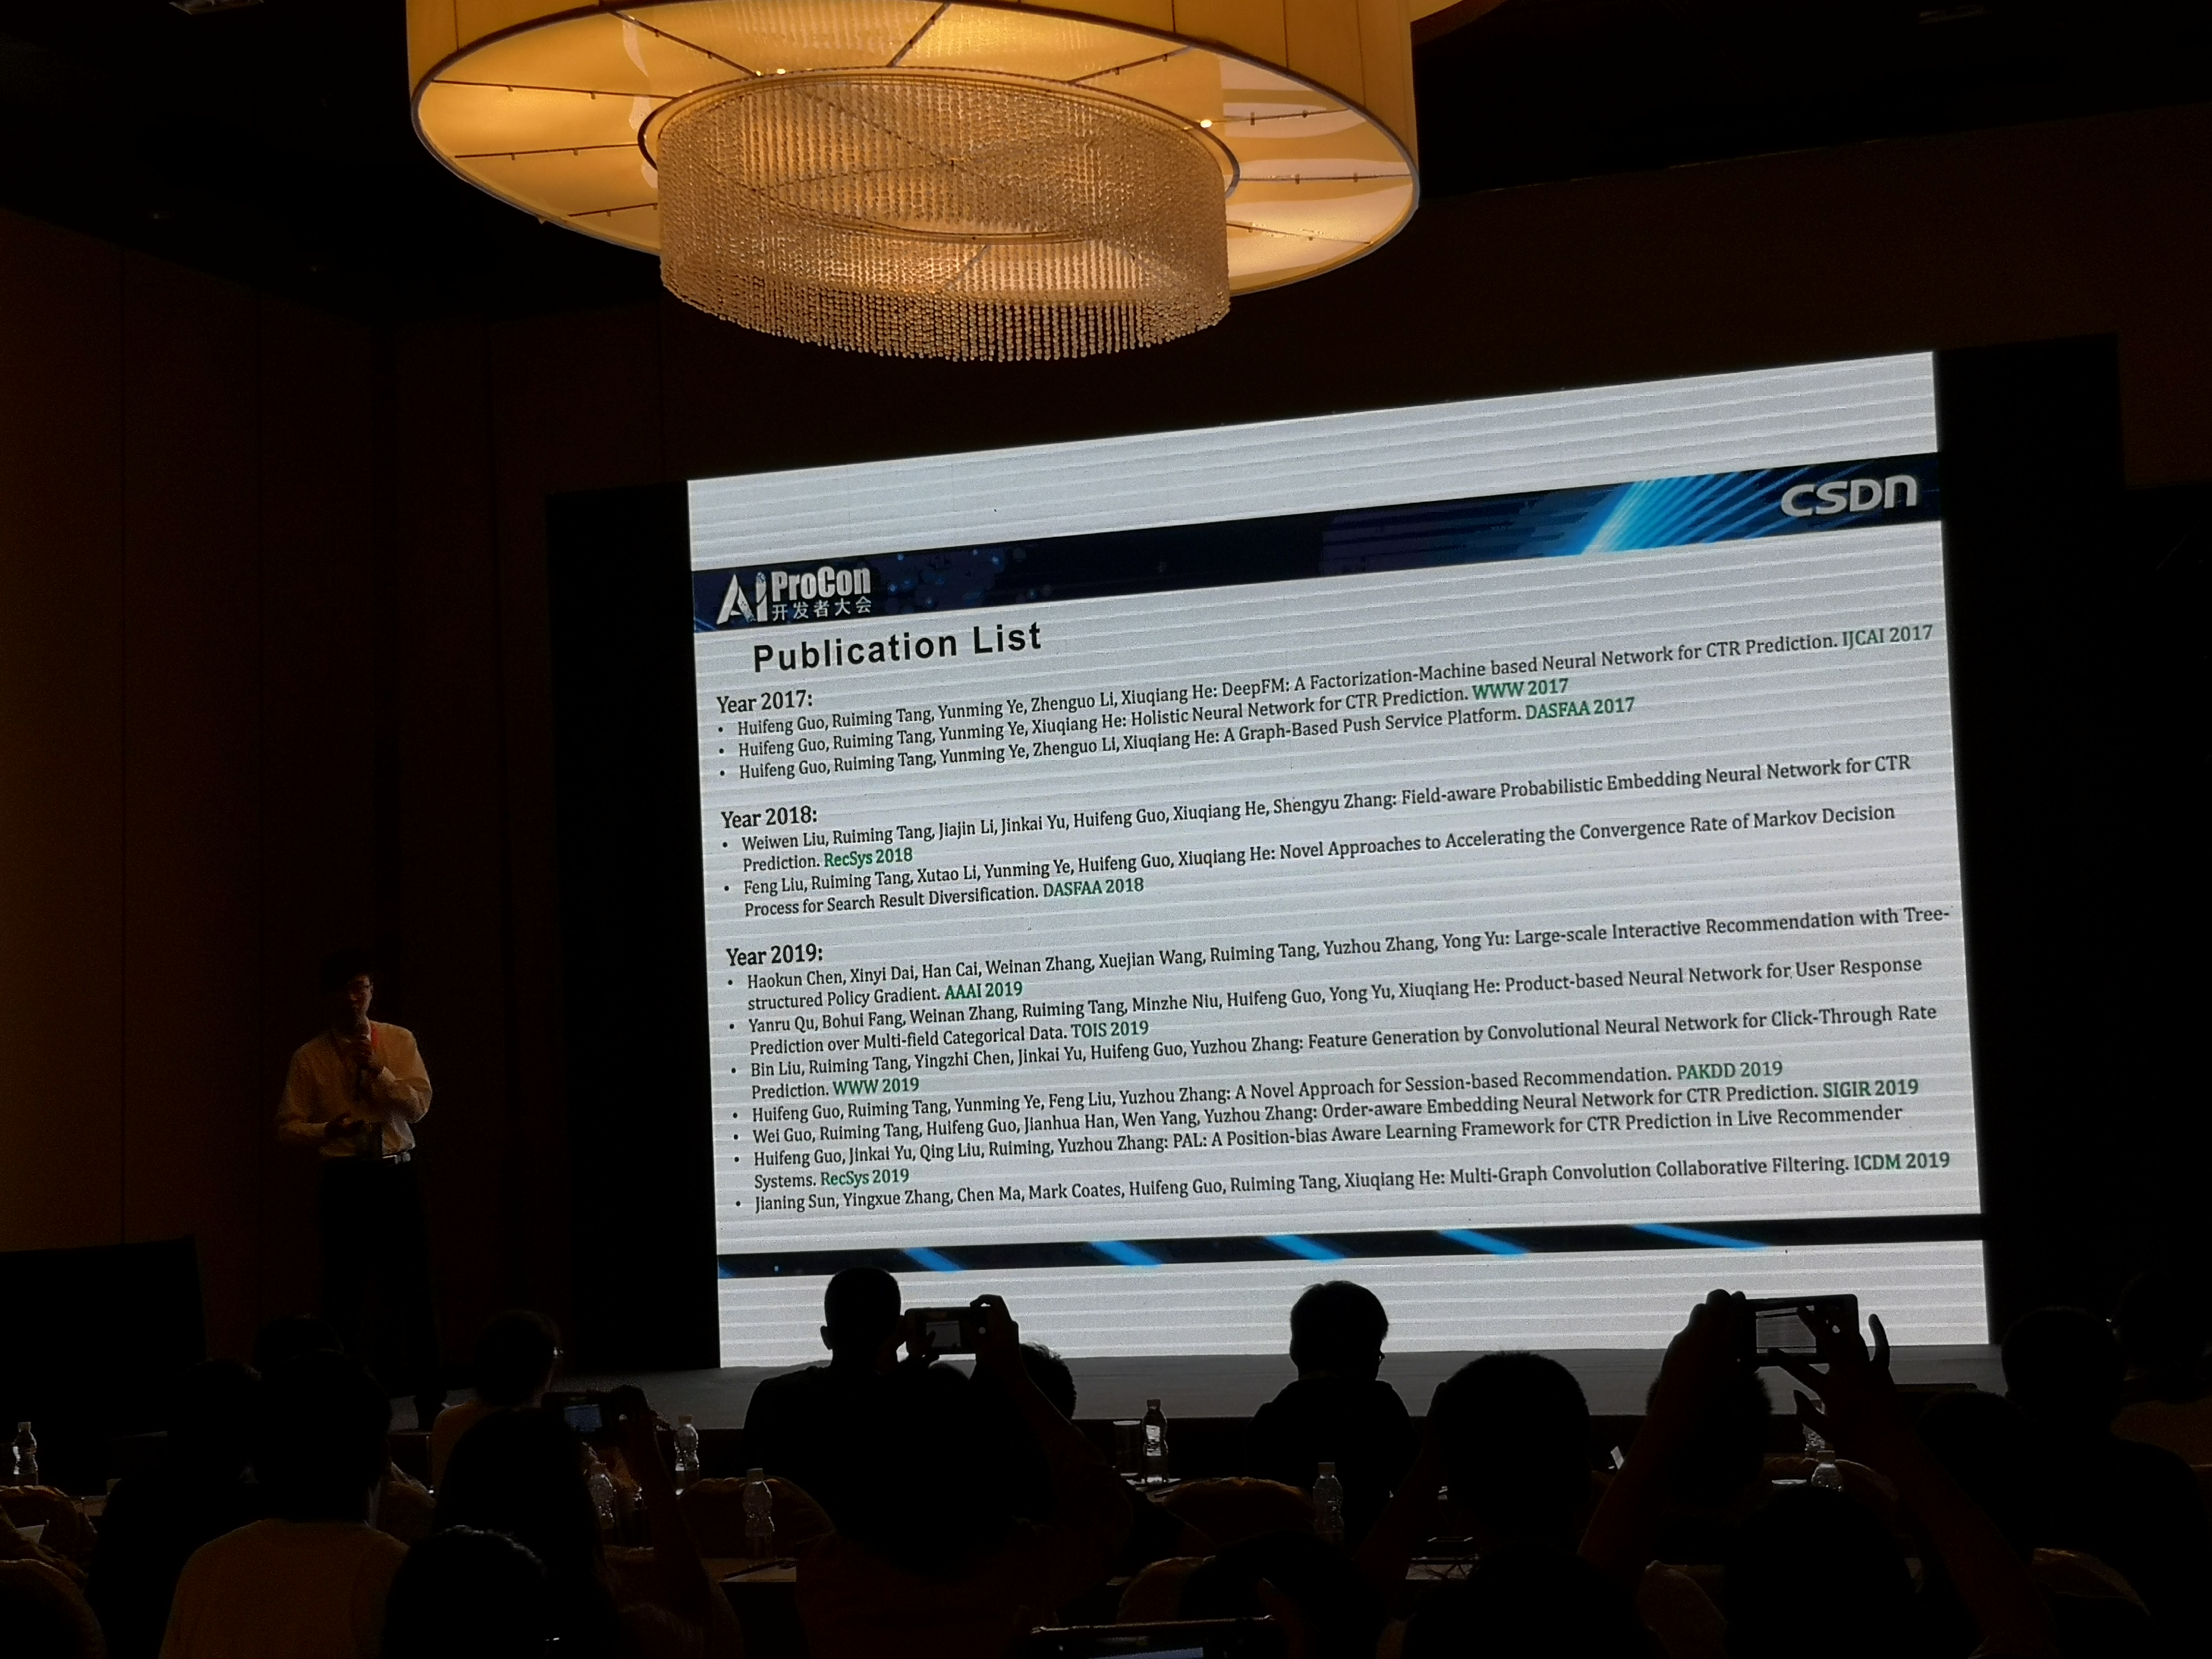 CSDN
AI ProCon
开发者大会
Publication List
Year 2017:
• Huifeng Guo, Ruiming Tang, Yunming Ye, Zhenguo Li, Xiuqiang He: DeepFM: A Factorization-Machine based Neural Network for CTR Prediction. IJCAI 2017
• Huifeng Guo, Ruiming Tang, Yunming Ye, Xiuqiang He: Holistic Neural Network for CTR Prediction. WWW 2017
• Huifeng Guo, Ruiming Tang, Yunming Ye, Zhenguo Li, Xiuqiang He: A Graph-Based Push Service Platform. DASFAA 2017
Year 2018:
• Weiwen Liu, Ruiming Tang, Jiajin Li, Jinkai Yu, Huifeng Guo, Xiuqiang He, Shengyu Zhang: Field-aware Probabilistic Embedding Neural Network for CTR
Prediction. RecSys 2018
• Feng Liu, Ruiming Tang, Xutao Li, Yunming Ye, Huifeng Guo, Xiuqiang He: Novel Approaches to Accelerating the Convergence Rate of Markov Decision
Process for Search Result Diversification. DASFAA 2018
Year 2019:
• Haokun Chen, Xinyi Dai, Han Cai, Weinan Zhang, Xuejian Wang, Ruiming Tang, Yuzhou Zhang, Yong Yu: Large-scale Interactive Recommendation with Tree-
structured Policy Gradient. AAAI 2019
• Yanru Qu, Bohui Fang, Weinan Zhang, Ruiming Tang, Minzhe Niu, Huifeng Guo, Yong Yu, Xiuqiang He: Product-based Neural Network for User Response
Prediction over Multi-field Categorical Data. TOIS 2019
• Bin Liu, Ruiming Tang, Yingzhi Chen, Jinkai Yu, Huifeng Guo, Yuzhou Zhang: Feature Generation by Convolutional Neural Network for Click-Through Rate
Prediction. WWW 2019
• Huifeng Guo, Ruiming Tang, Yunming Ye, Feng Liu, Yuzhou Zhang: A Novel Approach for Session-based Recommendation. PAKDD 2019
• Wei Guo, Ruiming Tang, Huifeng Guo, Jianhua Han, Wen Yang, Yuzhou Zhang: Order-aware Embedding Neural Network for CTR Prediction. SIGIR 2019
• Huifeng Guo, Jinkai Yu, Qing Liu, Ruiming, Yuzhou Zhang: PAL: A Position-bias Aware Learning Framework for CTR Prediction in Live Recommender
Systems. RecSys 2019
• Jianing Sun, Yingxue Zhang, Chen Ma, Mark Coates, Huifeng Guo, Ruiming Tang, Xiuqiang He: Multi-Graph Convolution Collaborative Filtering. ICDM 2019